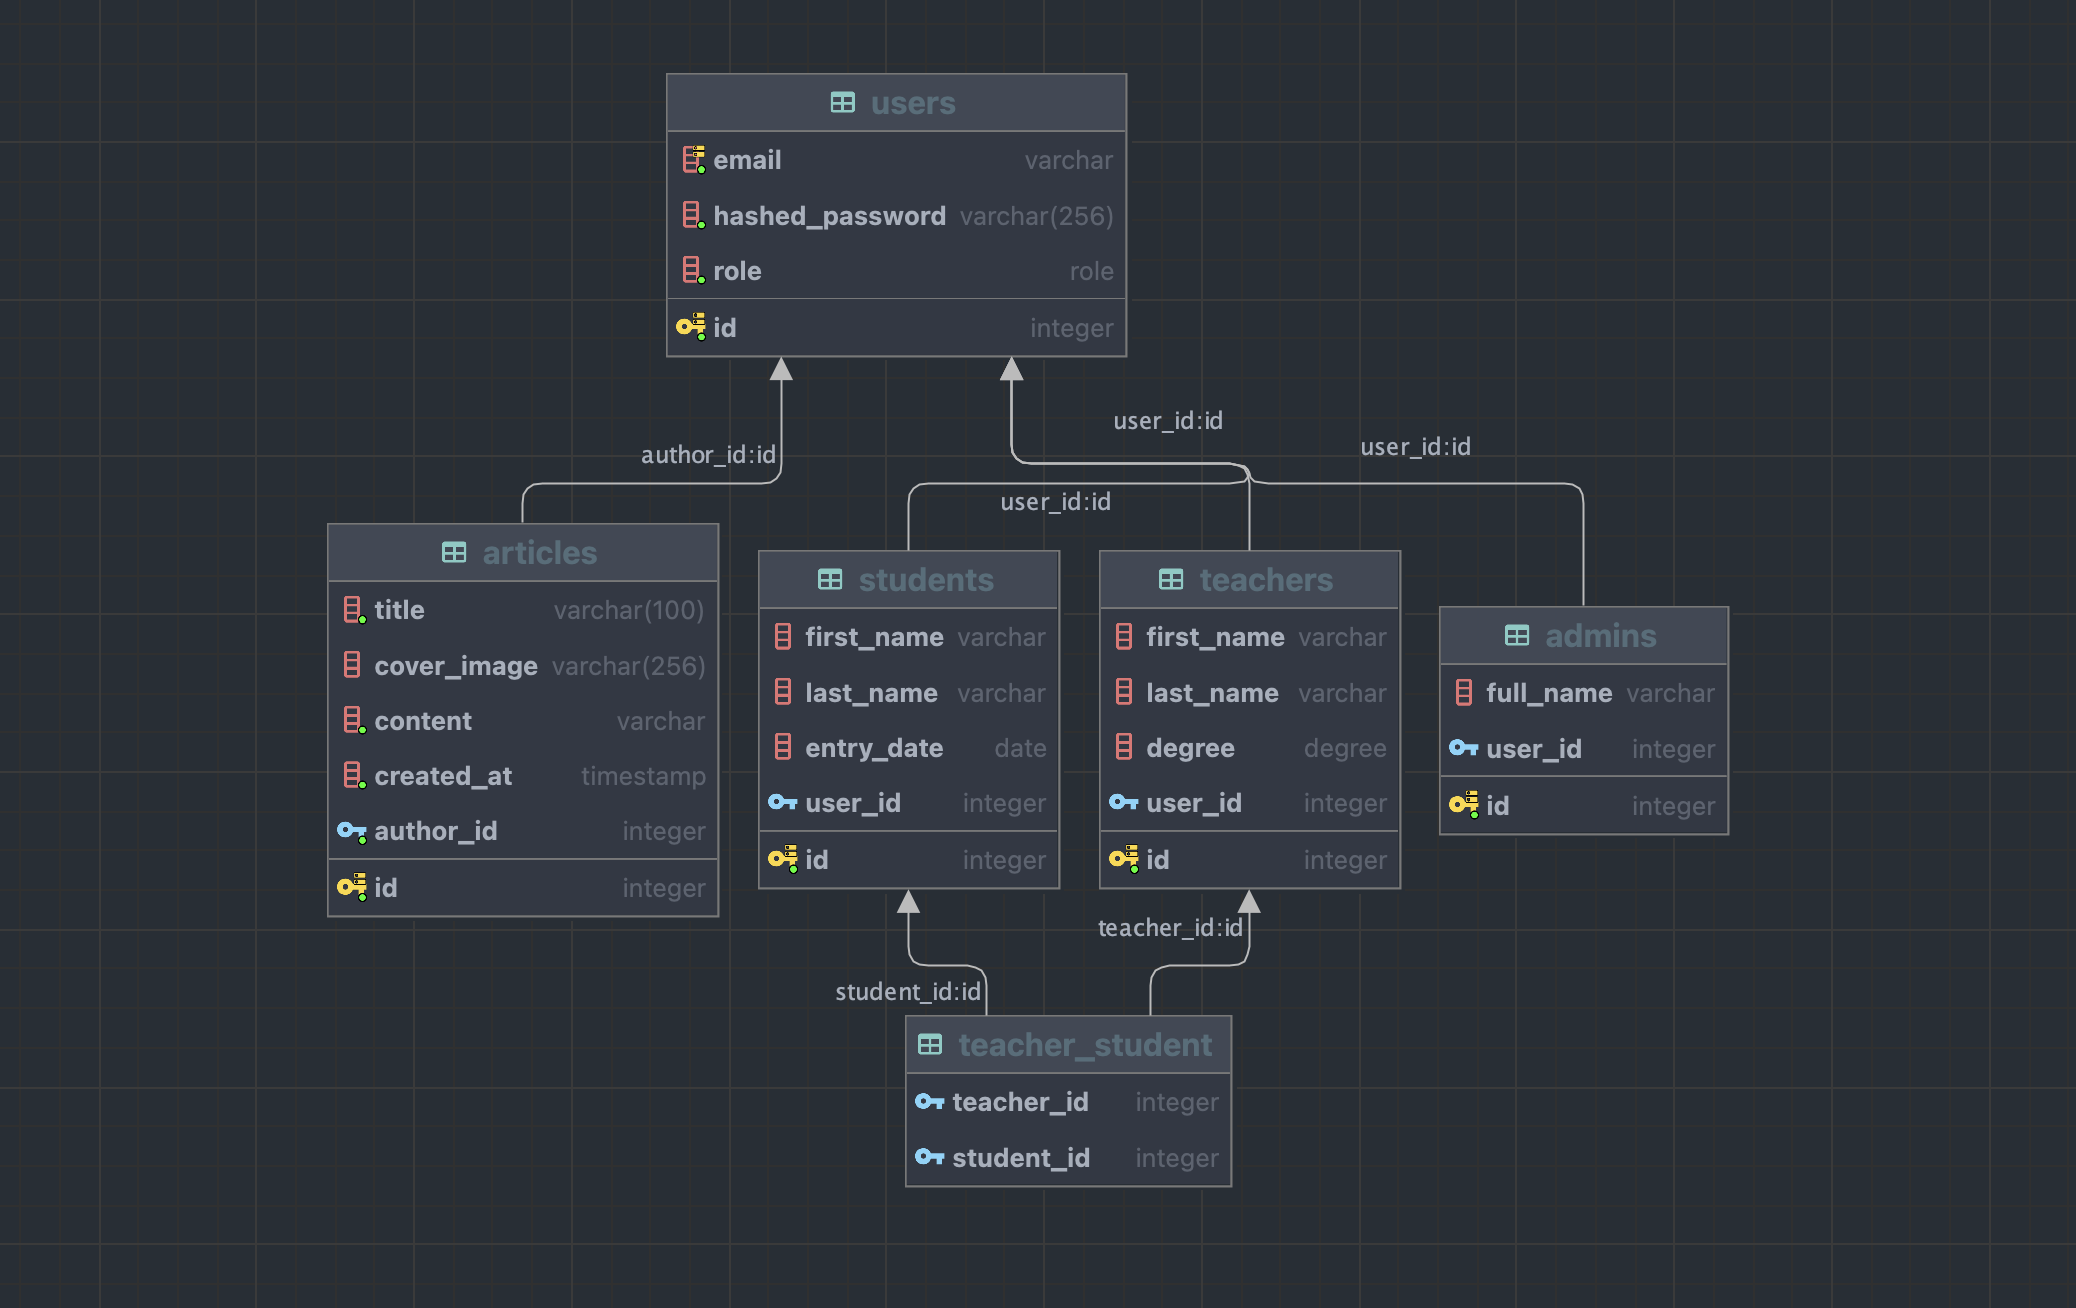 users
email varchar
hashed_password varchar(256)
role role
id integer
author_id:id
user_id:id
user_id:id
user_id:id
articles
title varchar(100)
cover_image varchar(256)
content varchar
created_at timestamp
author_id integer
id integer
students
first_name varchar
last_name varchar
entry_date date
user_id integer
id integer
teachers
first_name varchar
last_name varchar
degree degree
user_id integer
id integer
admins
full_name varchar
user_id integer
id integer
student_id:id
teacher_id:id
teacher_student
teacher_id integer
student_id integer